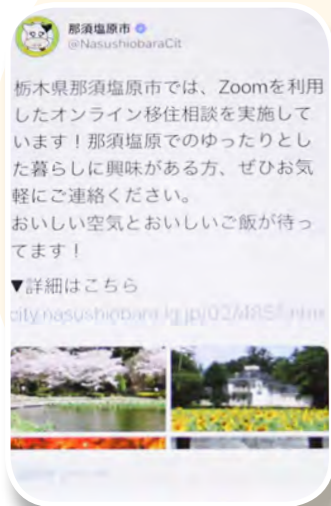 那須塩原市
@NasushiobaraCit
栃木県那須塩原市では、Zoomを利用
したオンライン移住相談を実施して
います！那須塩原でのゆったりとし
た暮らしに興味がある方、ぜひお気
軽にご連絡ください。
おいしい空気とおいしいご飯が待っ
てます！
▼詳細はこちら